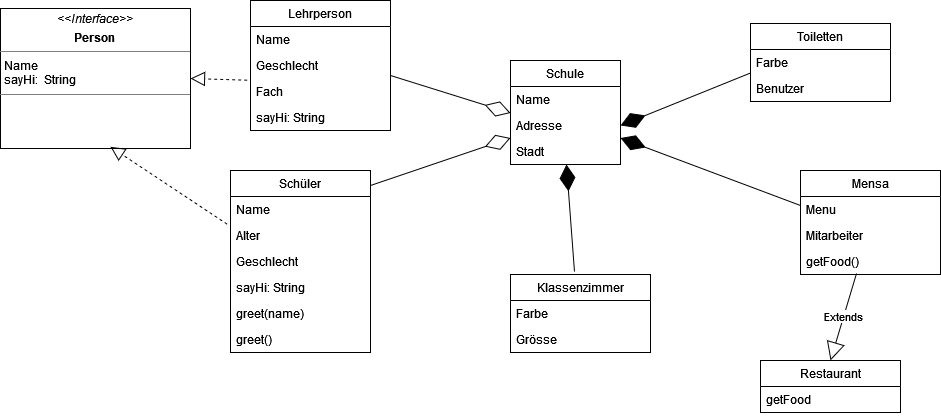 <<Interface>>
Person
Name
sayHi:  String
Lehrperson
Name
Geschlecht
Fach
sayHi: String
Schüler
Name
Alter
Geschlecht
sayHi: String
greet(name)
greet()
Schule
Name
Adresse
Stadt
Klassenzimmer
Farbe
Grösse
Toiletten
Farbe
Benutzer
Mensa
Menu
Mitarbeiter
getFood()
Extends
Restaurant
getFood